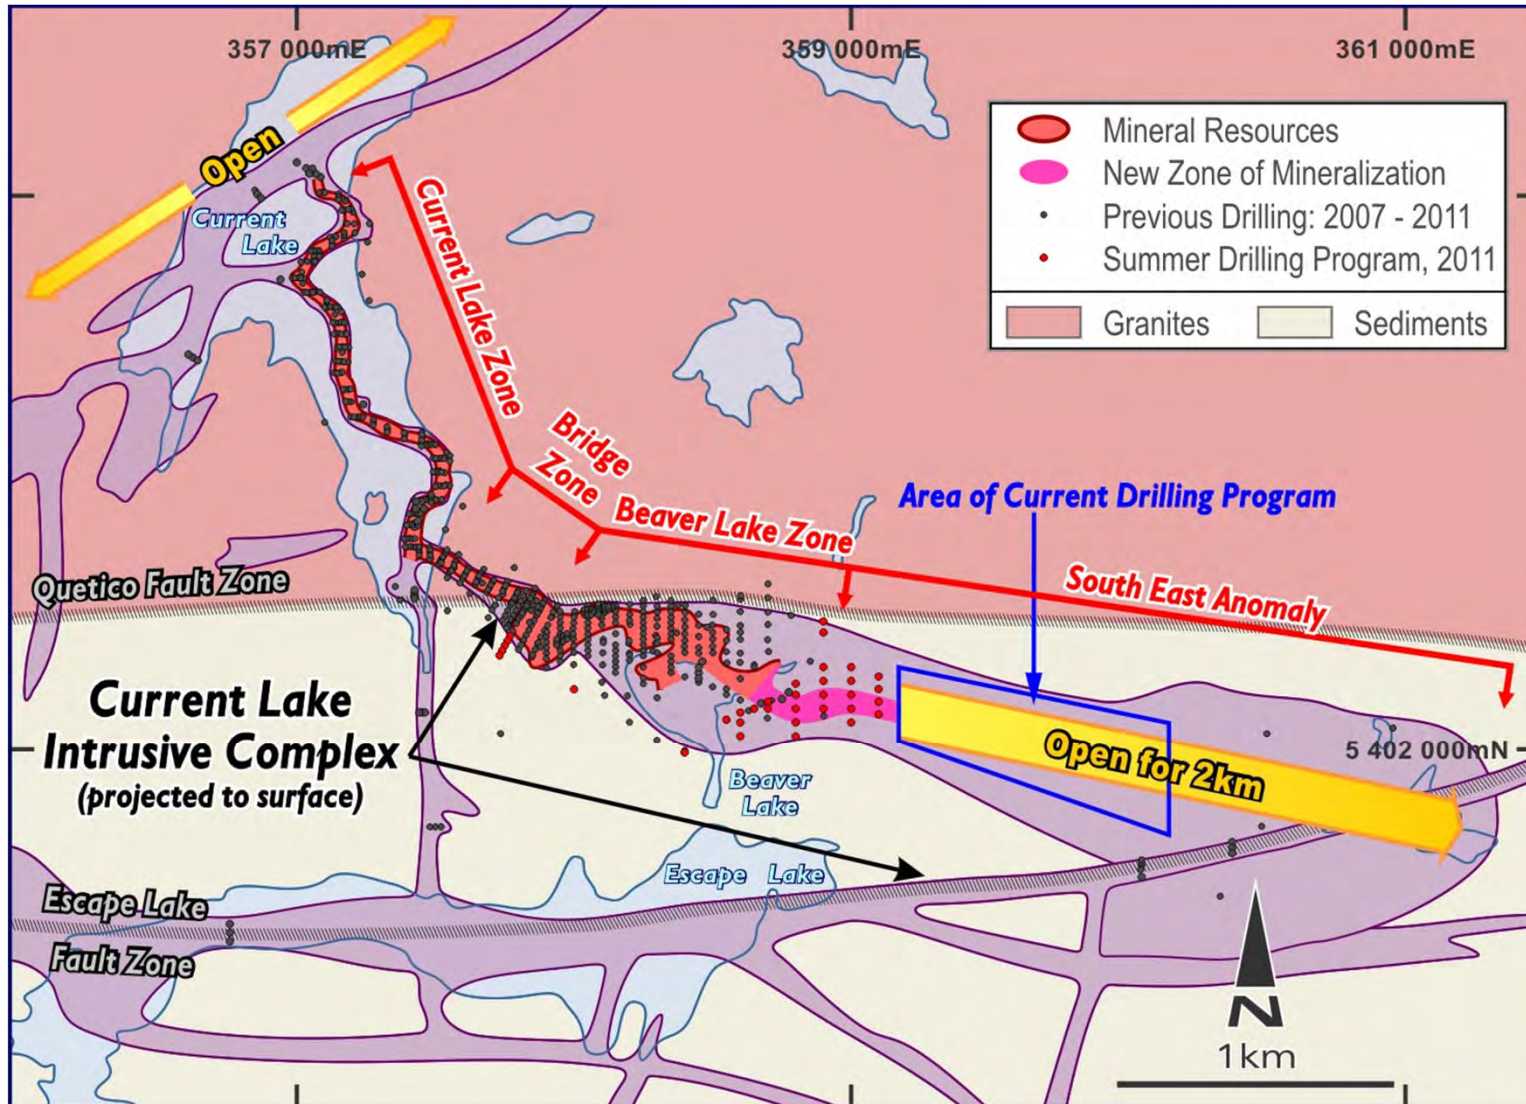 357 000mE
359 000mE
361 000mE
Open
Current
Lake
Current Lake Zone
Mineral Resources
New Zone of Mineralization
Previous Drilling: 2007 - 2011
Summer Drilling Program, 2011
Granites
Sediments
Bridge
Zone
Beaver Lake Zone
Area of Current Drilling Program
South East Anomaly
Quetico Fault Zone
Current Lake
Intrusive Complex
(projected to surface)
Open for 2km
5 402 000mN
Beaver
Lake
Escape Lake
Escape Lake
Fault Zone
N
1km